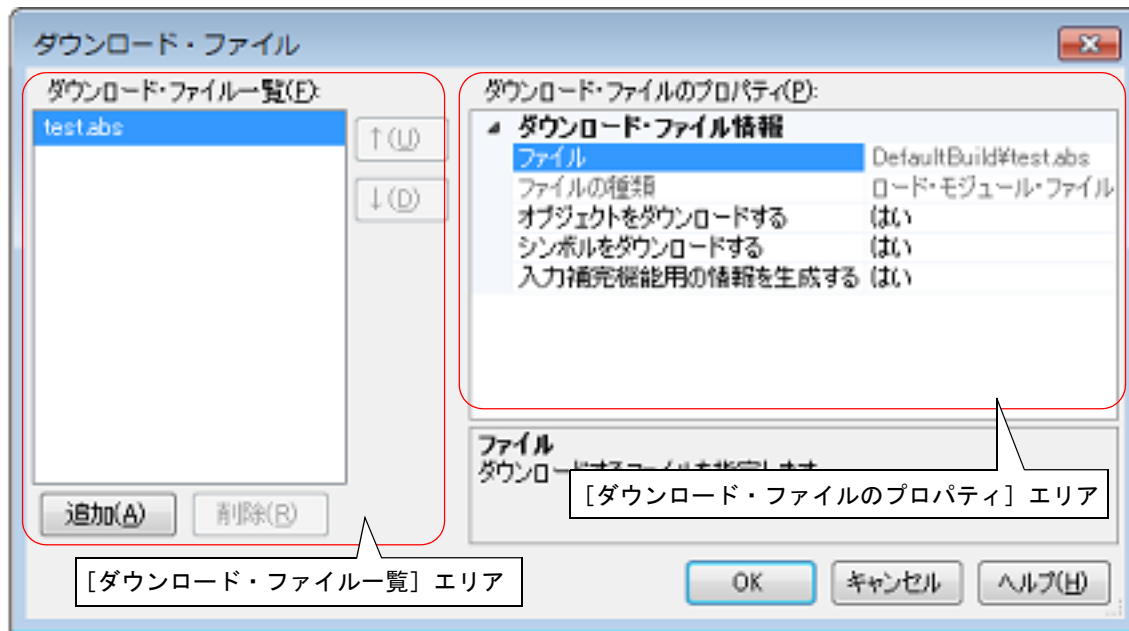 ダウンロード・ファイル
ダウンロード・ファイル一覧(F):
test.abs
↑(U)
↓(D)
追加(A)
削除(R)
[ダウンロード・ファイル一覧] エリア
ダウンロード・ファイルのプロパティ(P):
ダウンロード・ファイル情報
ファイル DefaultBuild¥test.abs
ファイルの種類 ロード・モジュール・ファイル
オブジェクトをダウンロードする はい
シンボルをダウンロードする はい
入力補完機能用の情報を生成する はい
ファイル
[ダウンロード・ファイルのプロパティ] エリア
OK
キャンセル
ヘルプ(H)